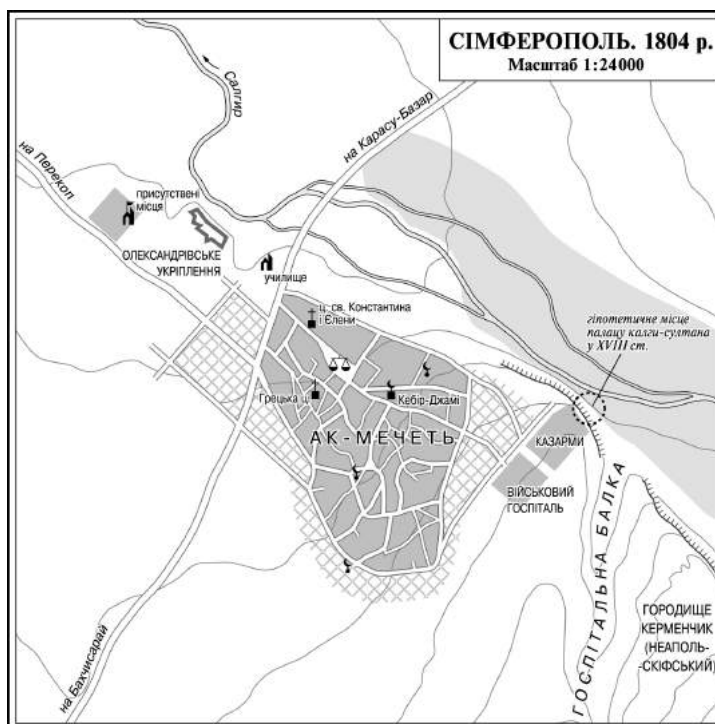 СІМФЕРОПОЛЬ. 1804 р.
Масштаб 1:24000
Салгир
на Карасу-Базар
на Перекоп
присутствені
місця
ОЛЕКСАНДРІВСЬКЕ
УКРІПЛЕННЯ
училище
ц. св. Константина
і Єлени
гіпотетичне місце
палацу калги-султана
у XVIII ст.
Грецька ц.
Кебір-Джамі
АК-МЕЧЕТЬ
КАЗАРМИ
ВІЙСЬКОВИЙ
ГОСПІТАЛЬ
ГОСПІТАЛЬНА БАЛКА
ГОРОДИЩЕ
КЕРМЕНЧИК
(НЕАПОЛЬ-
-СКІФСЬКИЙ)
на Бахчисарай